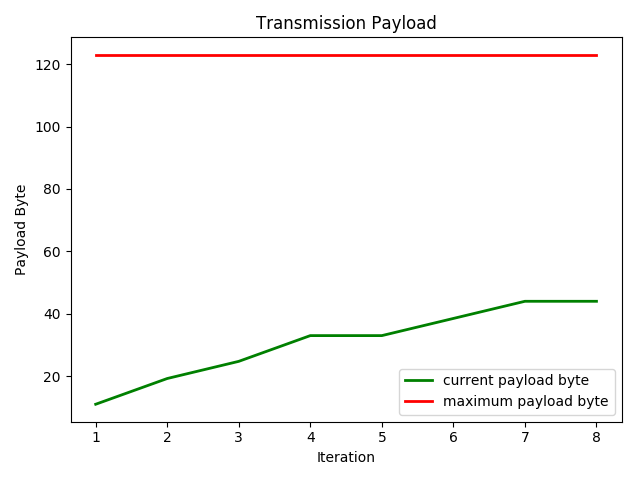 Transmission Payload
120
100
80
60
40
20
Payload Byte
current payload byte
maximum payload byte
1 2 3 4 5 6 7 8
Iteration